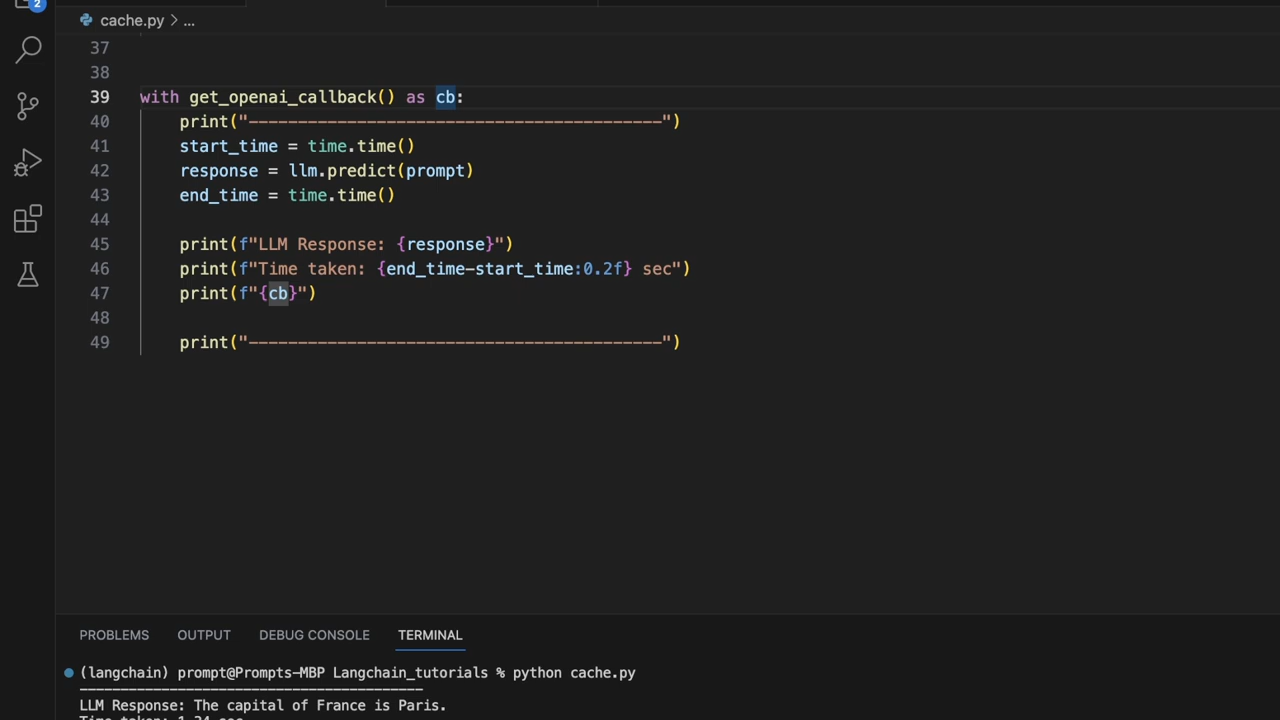 2
cache.py > ...
37
38
39 with get_openai_callback() as cb:
40 print("------------------------------------------")
41 start_time = time.time()
42 response = llm.predict(prompt)
43 end_time = time.time()
44
45 print(f"LLM Response: {response}")
46 print(f"Time taken: {end_time-start_time:0.2f} sec")
47 print(f"{cb}")
48
49 print("------------------------------------------")
PROBLEMS OUTPUT DEBUG CONSOLE TERMINAL
(langchain) prompt@Prompts-MBP Langchain_tutorials % python cache.py
------------------------------------------
LLM Response: The capital of France is Paris.